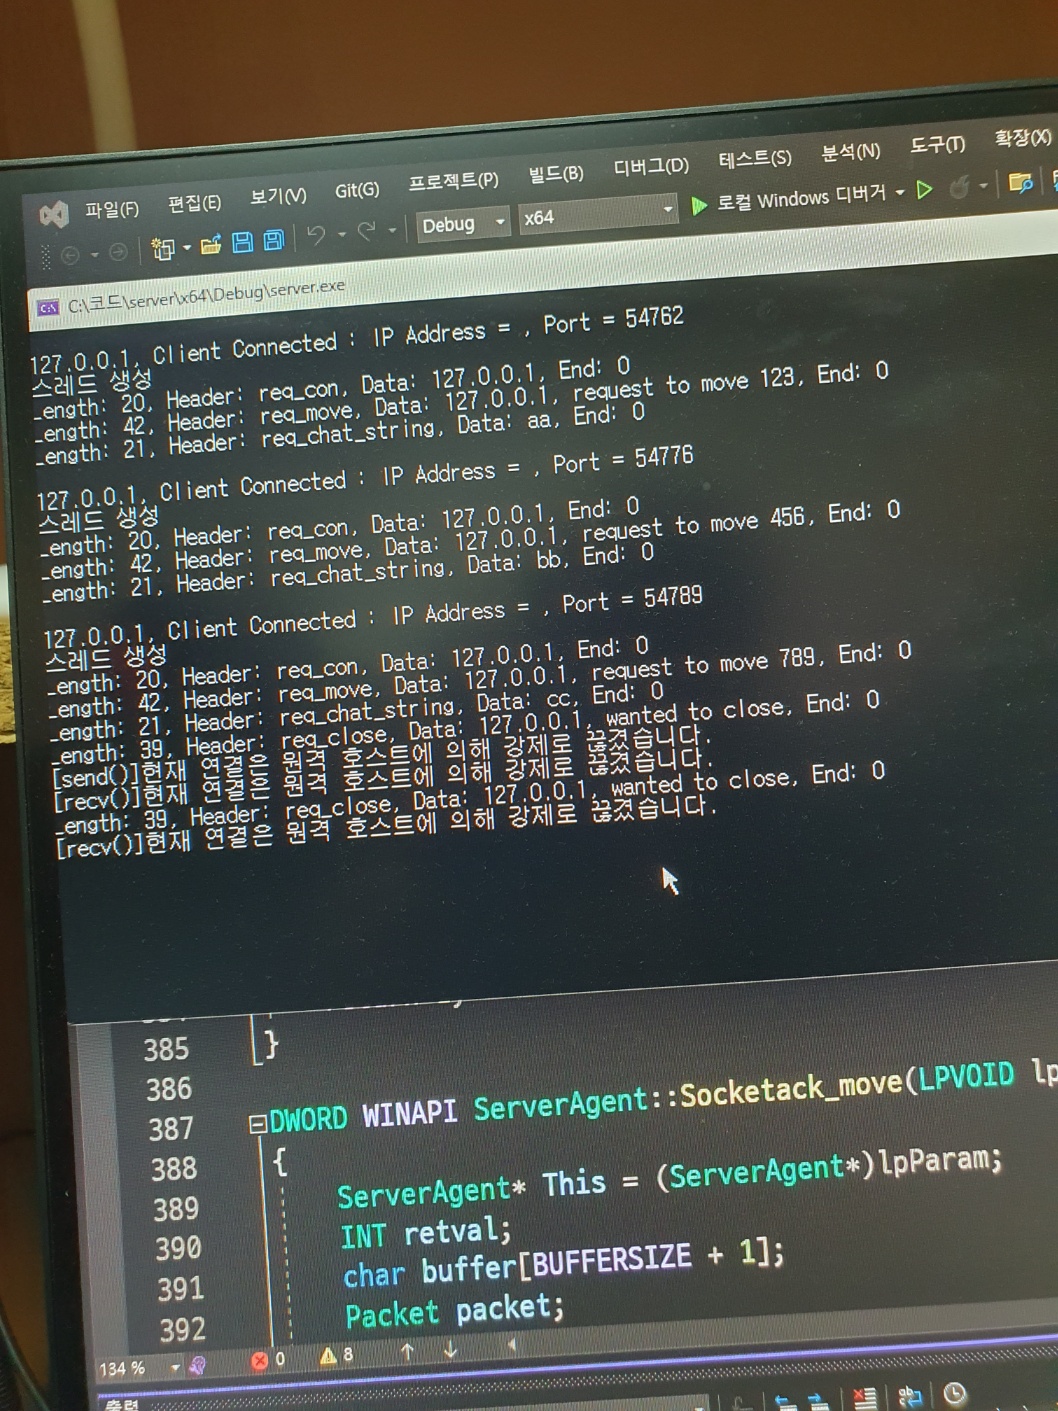 파일(F) 편집(E) 보기(V) Git(G) 프로젝트(P) 빌드(B) 디버그(D) 테스트(S) 분석(N) 도구(T) 확장(X)
Debug x64 로컬 Windows 디버거
C:\코드\server\x64\Debug\server.exe
127.0.0.1, Client Connected : IP Address = , Port = 54762
스레드 생성
_ength: 20, Header: req_con, Data: 127.0.0.1, End: 0
_ength: 42, Header: req_move, Data: 127.0.0.1, request to move 123, End: 0
_ength: 21, Header: req_chat_string, Data: aa, End: 0
127.0.0.1, Client Connected : IP Address = , Port = 54776
스레드 생성
_ength: 20, Header: req_con, Data: 127.0.0.1, End: 0
_ength: 42, Header: req_move, Data: 127.0.0.1, request to move 456, End: 0
_ength: 21, Header: req_chat_string, Data: bb, End: 0
127.0.0.1, Client Connected : IP Address = , Port = 54789
스레드 생성
_ength: 20, Header: req_con, Data: 127.0.0.1, End: 0
_ength: 42, Header: req_move, Data: 127.0.0.1, request to move 789, End: 0
_ength: 21, Header: req_chat_string, Data: cc, End: 0
_ength: 39, Header: req_close, Data: 127.0.0.1, wanted to close, End: 0
[send()]현재 연결은 원격 호스트에 의해 강제로 끊겼습니다.
[recv()]현재 연결은 원격 호스트에 의해 강제로 끊겼습니다.
_ength: 39, Header: req_close, Data: 127.0.0.1, wanted to close, End: 0
[recv()]현재 연결은 원격 호스트에 의해 강제로 끊겼습니다.
385 }
386
387 DWORD WINAPI ServerAgent::Socketack_move(LPVOID lp
388 {
389 ServerAgent* This = (ServerAgent*)lpParam;
390 INT retval;
391 char buffer[BUFFERSIZE + 1];
392 Packet packet;
134 % 0 8
출력